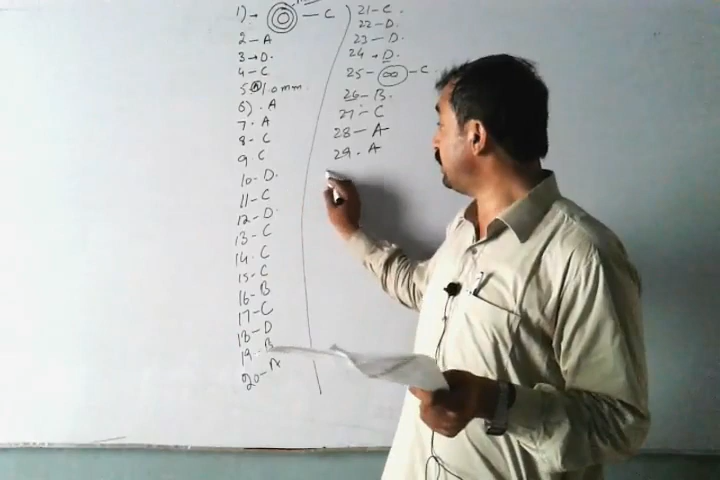 1) → — C
2 – A
3 → D.
4 – C
5 A 1.0 mm.
6) . A
7. A
8 – C
9. C
10 – D.
11 – C
12 – D.
13 – C
14. C
15 – C
16 – B
17 – C
18 – D
19 – B
20 – A
21 – C.
22 – D.
23 – D.
24 → D.
25 – ∞ – C.
26 – B.
27 – C
28 – A
29. A